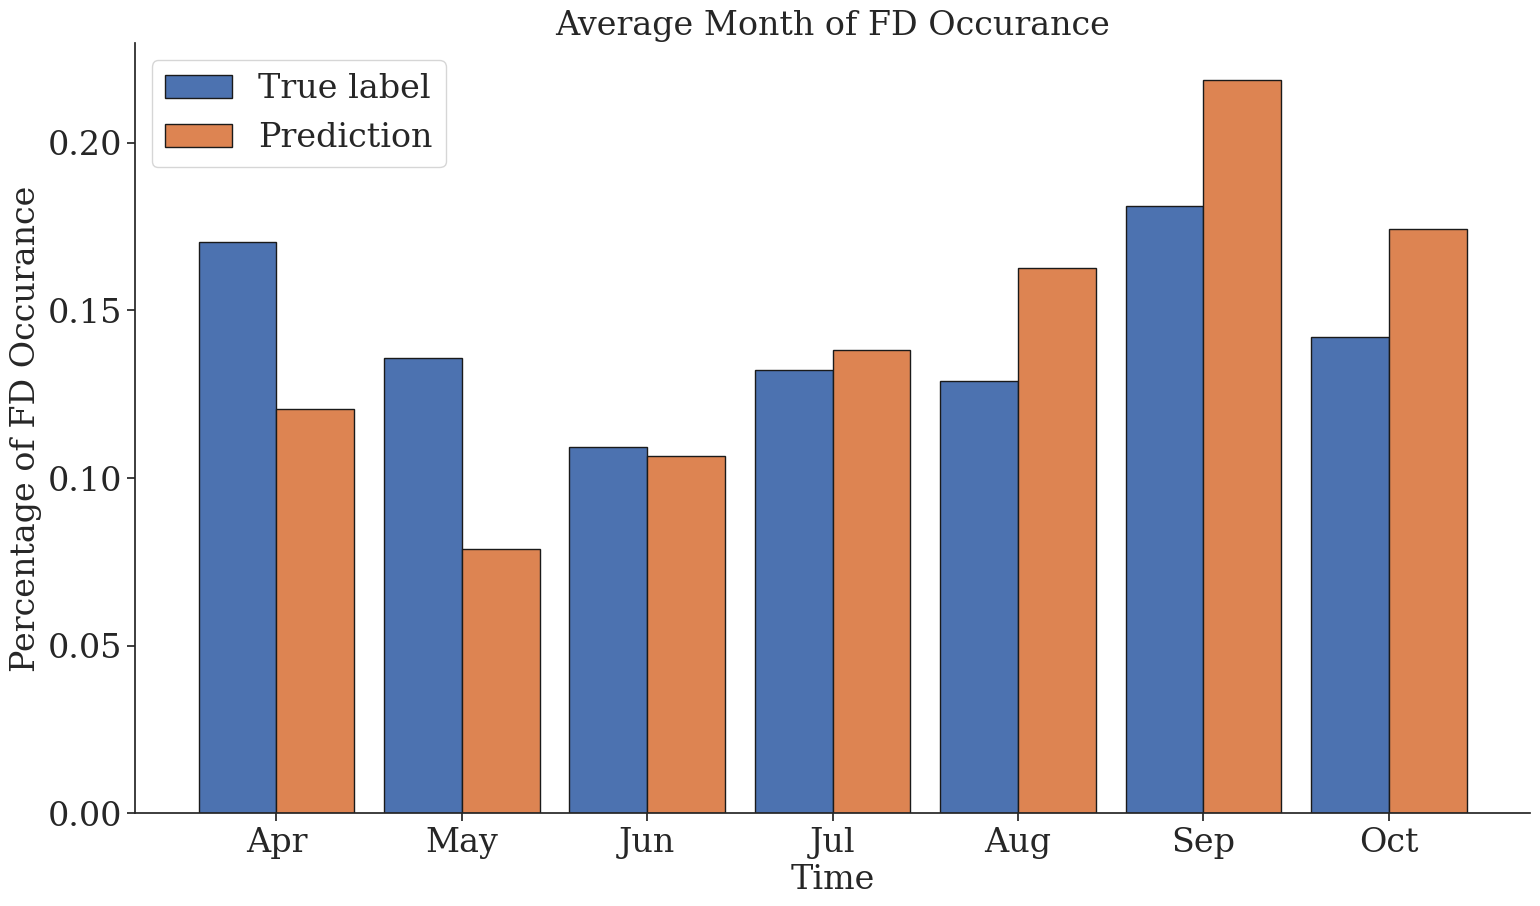 Average Month of FD Occurance
True label
Prediction
Percentage of FD Occurance
0.20
0.15
0.10
0.05
0.00
Apr May Jun Jul Aug Sep Oct
Time